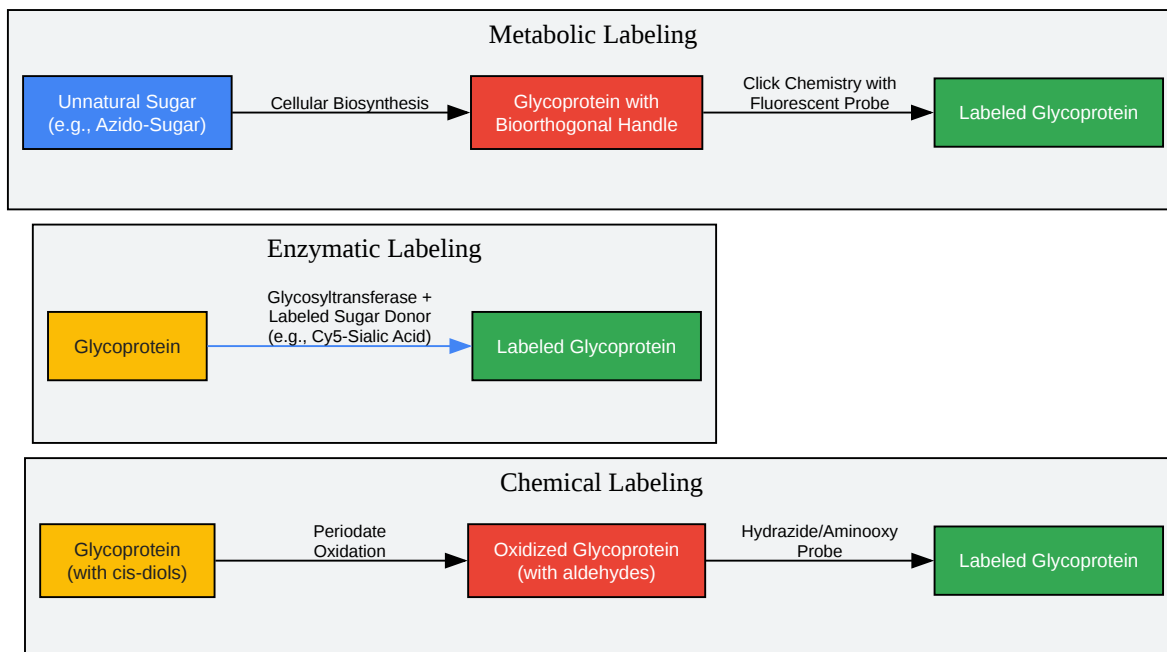 Metabolic Labeling
Unnatural Sugar
(e.g., Azido-Sugar)
Cellular Biosynthesis
Glycoprotein with
Bioorthogonal Handle
Click Chemistry with
Fluorescent Probe
Labeled Glycoprotein
Enzymatic Labeling
Glycoprotein
Glycosyltransferase +
Labeled Sugar Donor
(e.g., Cy5-Sialic Acid)
Labeled Glycoprotein
Chemical Labeling
Glycoprotein
(with cis-diols)
Periodate
Oxidation
Oxidized Glycoprotein
(with aldehydes)
Hydrazide/Aminooxy
Probe
Labeled Glycoprotein